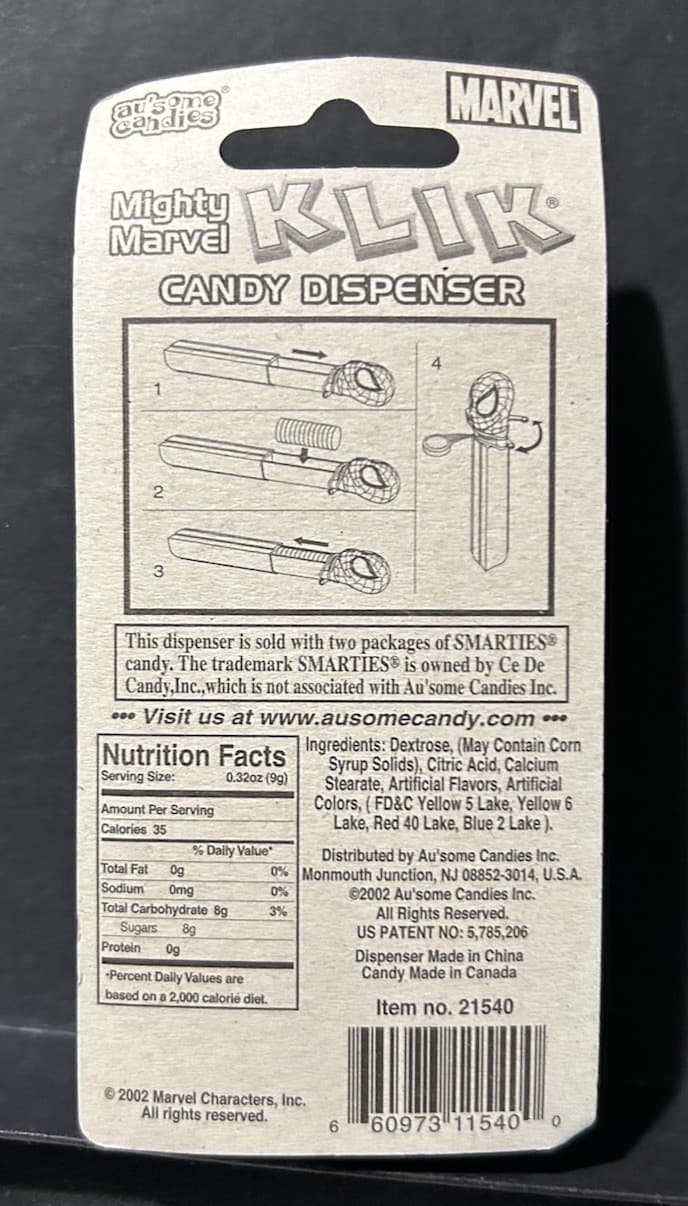 au'some®
candies
MARVEL
Mighty
Marvel
KLIK®
CANDY DISPENSER
1
2
3
4
This dispenser is sold with two packages of SMARTIES®
candy. The trademark SMARTIES® is owned by Ce De
Candy,Inc.,which is not associated with Au'some Candies Inc.
••• Visit us at www.ausomecandy.com •••
Nutrition Facts
Serving Size: 0.32oz (9g)
Amount Per Serving
Calories 35
% Daily Value*
Total Fat 0g 0%
Sodium 0mg 0%
Total Carbohydrate 8g 3%
Sugars 8g
Protein 0g
*Percent Daily Values are
based on a 2,000 calorie diet.
Ingredients: Dextrose, (May Contain Corn
Syrup Solids), Citric Acid, Calcium
Stearate, Artificial Flavors, Artificial
Colors, ( FD&C Yellow 5 Lake, Yellow 6
Lake, Red 40 Lake, Blue 2 Lake ).
Distributed by Au'some Candies Inc.
Monmouth Junction, NJ 08852-3014, U.S.A.
©2002 Au'some Candies Inc.
All Rights Reserved.
US PATENT NO: 5,785,206
Dispenser Made in China
Candy Made in Canada
Item no. 21540
6 60973 11540 0
© 2002 Marvel Characters, Inc.
All rights reserved.